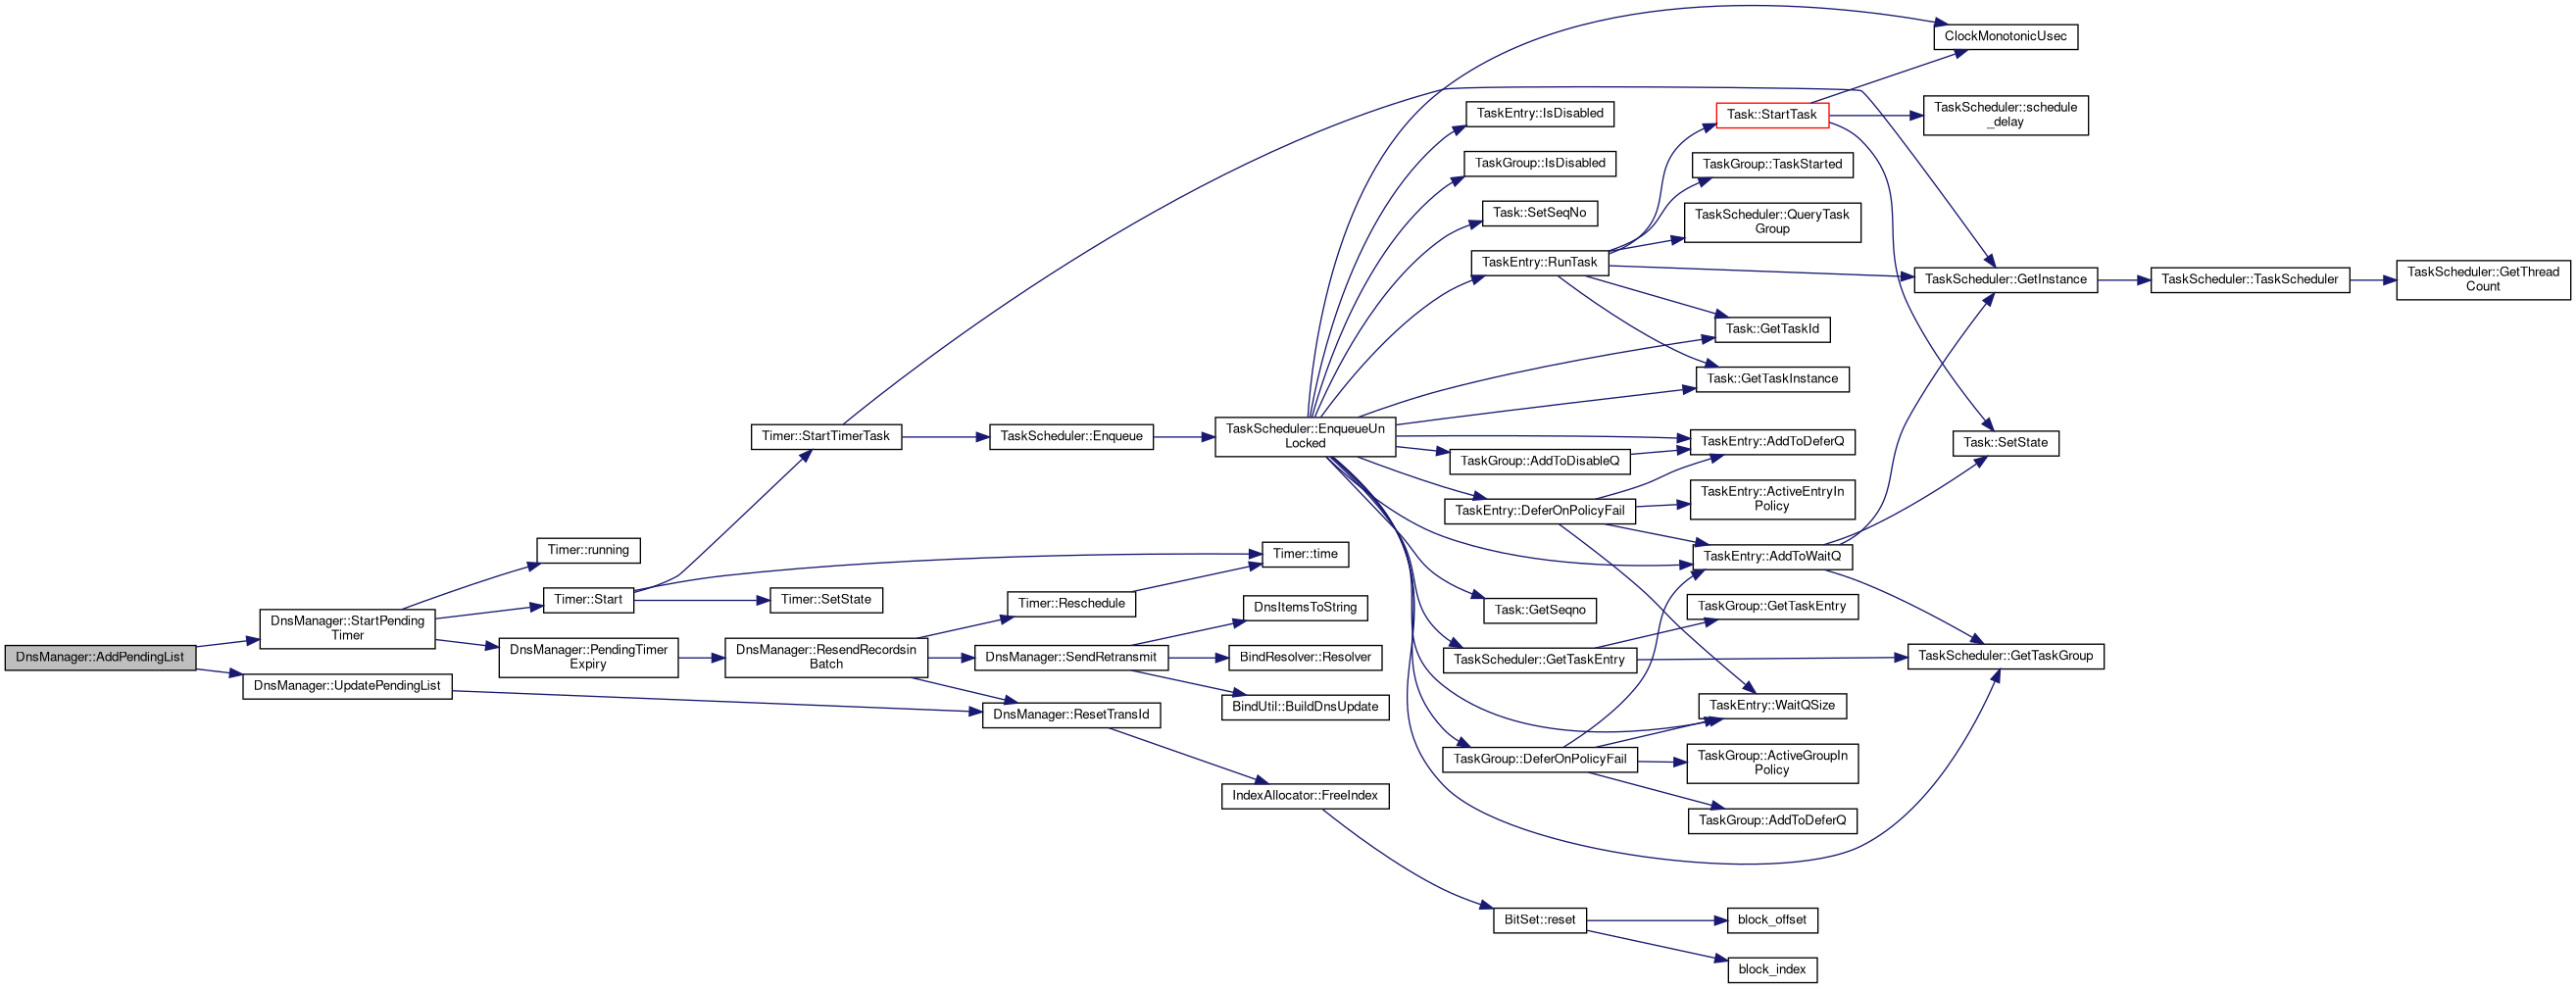 ClockMonotonicUsec
TaskEntry::IsDisabled
Task::StartTask
TaskScheduler::schedule
_delay
TaskGroup::IsDisabled
TaskGroup::TaskStarted
Task::SetSeqNo
TaskScheduler::QueryTask
Group
TaskEntry::RunTask
TaskScheduler::GetInstance
TaskScheduler::TaskScheduler
TaskScheduler::GetThread
Count
Task::GetTaskId
Task::GetTaskInstance
Timer::StartTimerTask
TaskScheduler::Enqueue
TaskScheduler::EnqueueUn
Locked
TaskEntry::AddToDeferQ
Task::SetState
TaskGroup::AddToDisableQ
TaskEntry::ActiveEntryIn
Policy
TaskEntry::DeferOnPolicyFail
Timer::running
Timer::time
TaskEntry::AddToWaitQ
Timer::Start
Timer::SetState
Timer::Reschedule
DnsItemsToString
Task::GetSeqno
TaskGroup::GetTaskEntry
DnsManager::StartPending
Timer
DnsManager::AddPendingList
DnsManager::PendingTimer
Expiry
DnsManager::ResendRecordsin
Batch
DnsManager::SendRetransmit
BindResolver::Resolver
TaskScheduler::GetTaskEntry
TaskScheduler::GetTaskGroup
DnsManager::UpdatePendingList
DnsManager::ResetTransId
BindUtil::BuildDnsUpdate
TaskEntry::WaitQSize
TaskGroup::DeferOnPolicyFail
TaskGroup::ActiveGroupIn
Policy
IndexAllocator::FreeIndex
TaskGroup::AddToDeferQ
BitSet::reset
block_offset
block_index